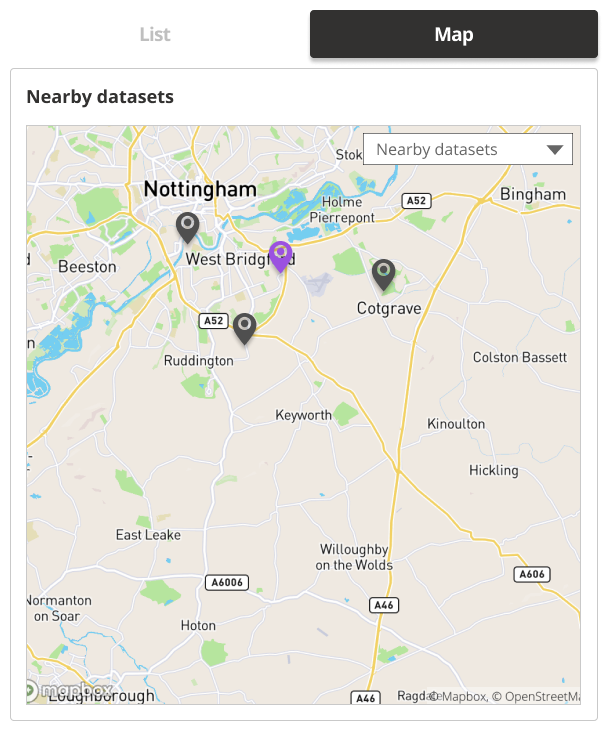 List
Map
Nearby datasets
Nearby datasets
Stok
Nottingham
Holme
Pierrepont
A52
Bingham
West Bridgford
Beeston
d
Cotgrave
A52
n
Ruddington
Colston Bassett
Keyworth
Kinoulton
Hickling
East Leake
Willoughby
on the Wolds
A6006
A606
Normanton
on Soar
A46
Hoton
mapbox
Loughborough
A46
© Mapbox, © OpenStreetMa